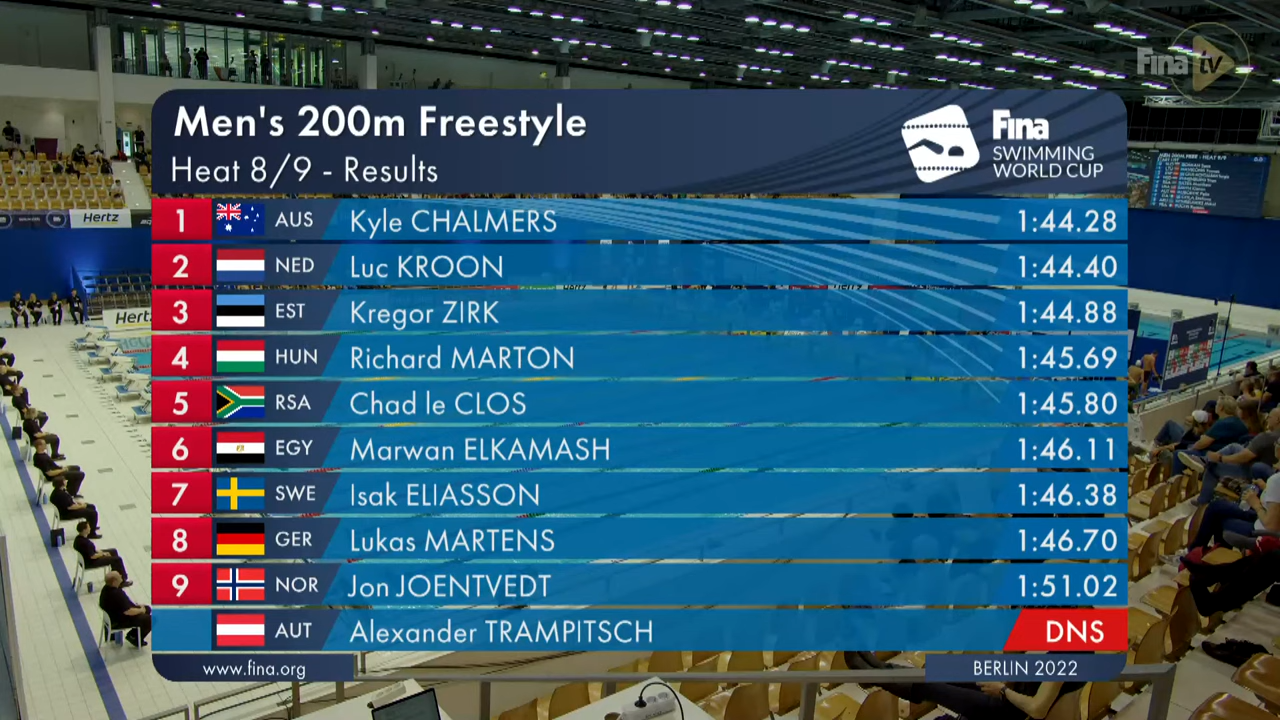 Fina tv
Men's 200m Freestyle
Heat 8/9 - Results
Fina
SWIMMING
WORLD CUP
1 AUS Kyle CHALMERS 1:44.28
2 NED Luc KROON 1:44.40
3 EST Kregor ZIRK 1:44.88
4 HUN Richard MARTON 1:45.69
5 RSA Chad le CLOS 1:45.80
6 EGY Marwan ELKAMASH 1:46.11
7 SWE Isak ELIASSON 1:46.38
8 GER Lukas MARTENS 1:46.70
9 NOR Jon JOENTVEDT 1:51.02
AUT Alexander TRAMPITSCH DNS
www.fina.org
BERLIN 2022
Hertz
Hertz